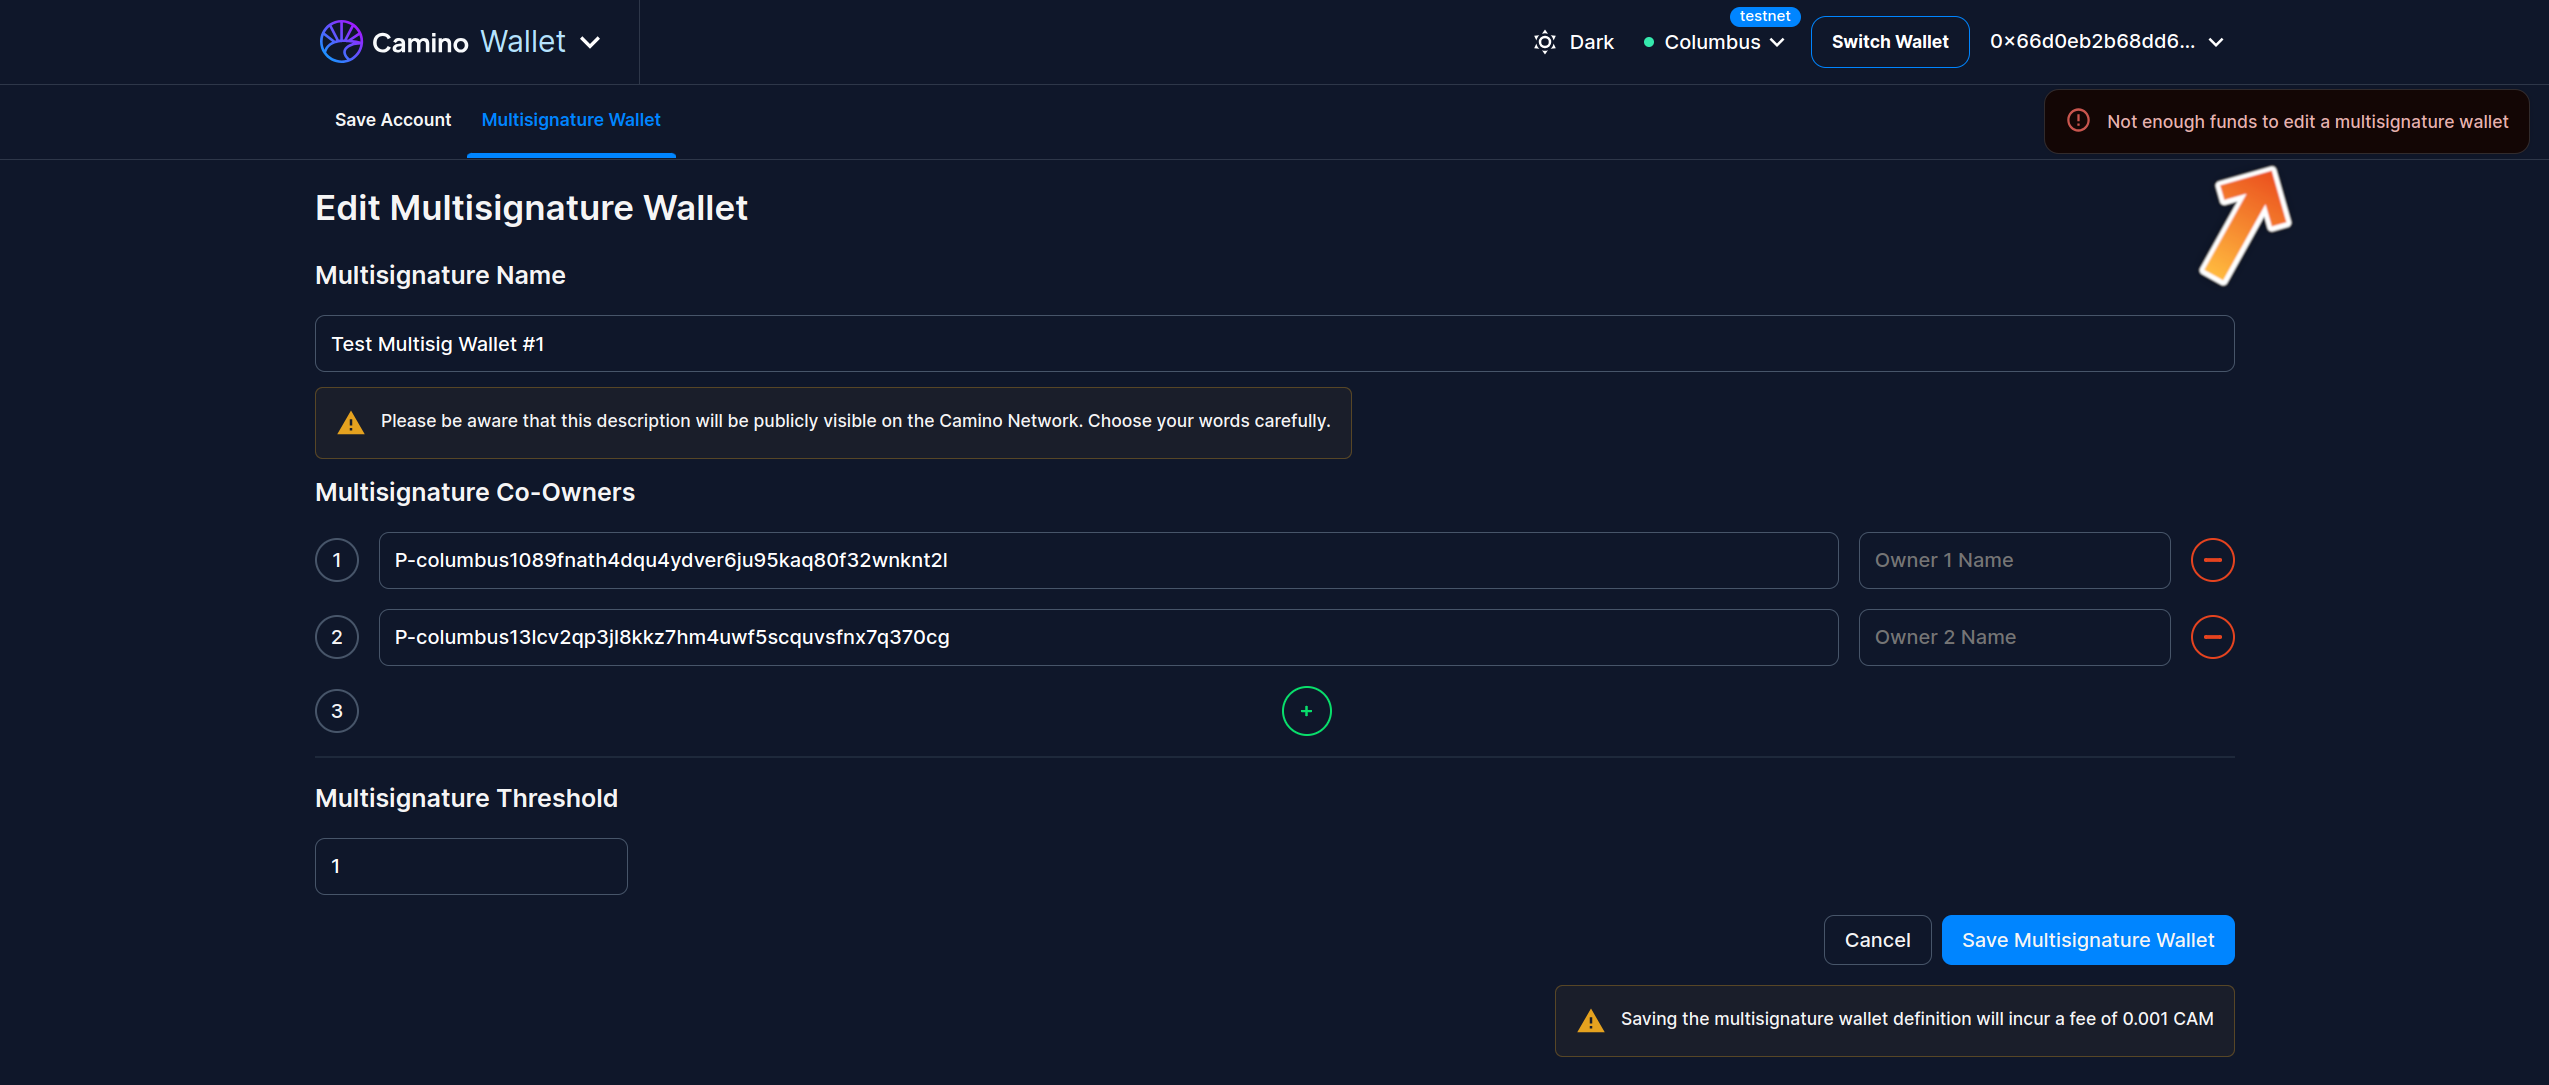 Camino Wallet
Dark
Columbus
testnet
Switch Wallet
0x66d0eb2b68dd6...
Save Account
Multisignature Wallet
Not enough funds to edit a multisignature wallet
Edit Multisignature Wallet
Multisignature Name
Test Multisig Wallet #1
Please be aware that this description will be publicly visible on the Camino Network. Choose your words carefully.
Multisignature Co-Owners
1
P-columbus1089fnath4dqu4ydver6ju95kaq80f32wnknt2l
Owner 1 Name
2
P-columbus13lcv2qp3jl8kkz7hm4uwf5scquvsfnx7q370cg
Owner 2 Name
3
+
Multisignature Threshold
1
Cancel
Save Multisignature Wallet
Saving the multisignature wallet definition will incur a fee of 0.001 CAM